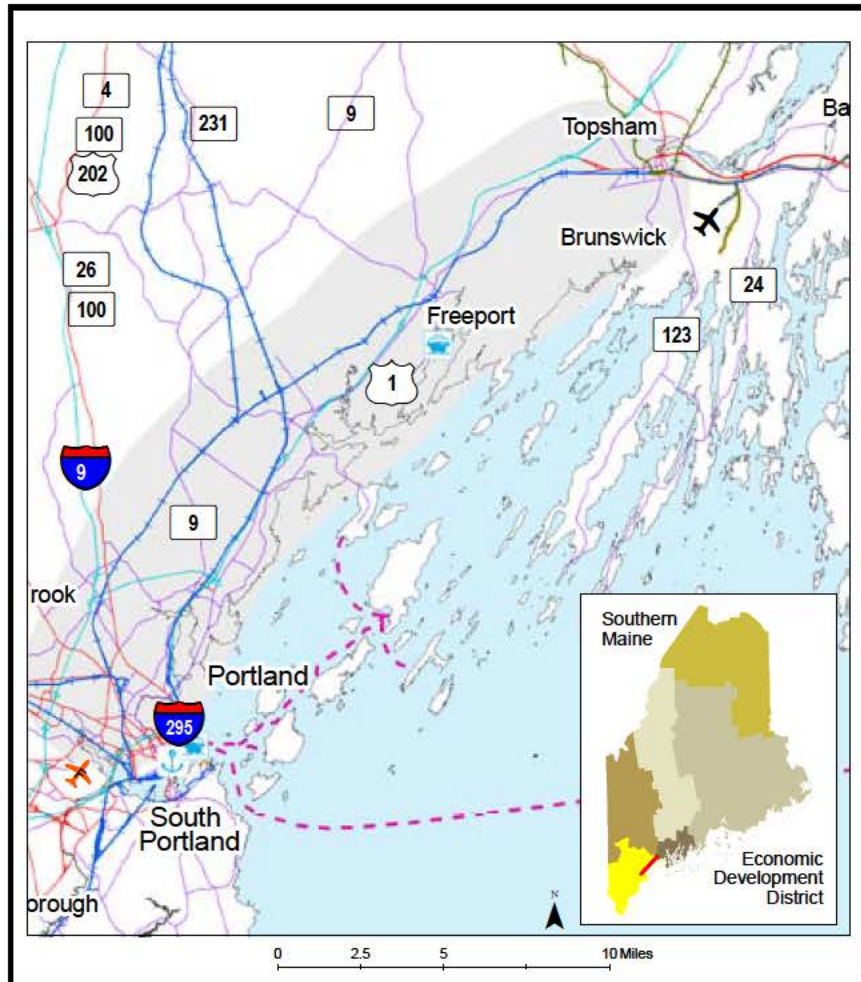 4
100
202
231
9
Topsham
Ba
26
100
Brunswick
24
Freeport
123
1
9
9
rook
Portland
295
South
Portland
orough
Southern
Maine
Economic
Development
District
N
0 2.5 5 10 Miles